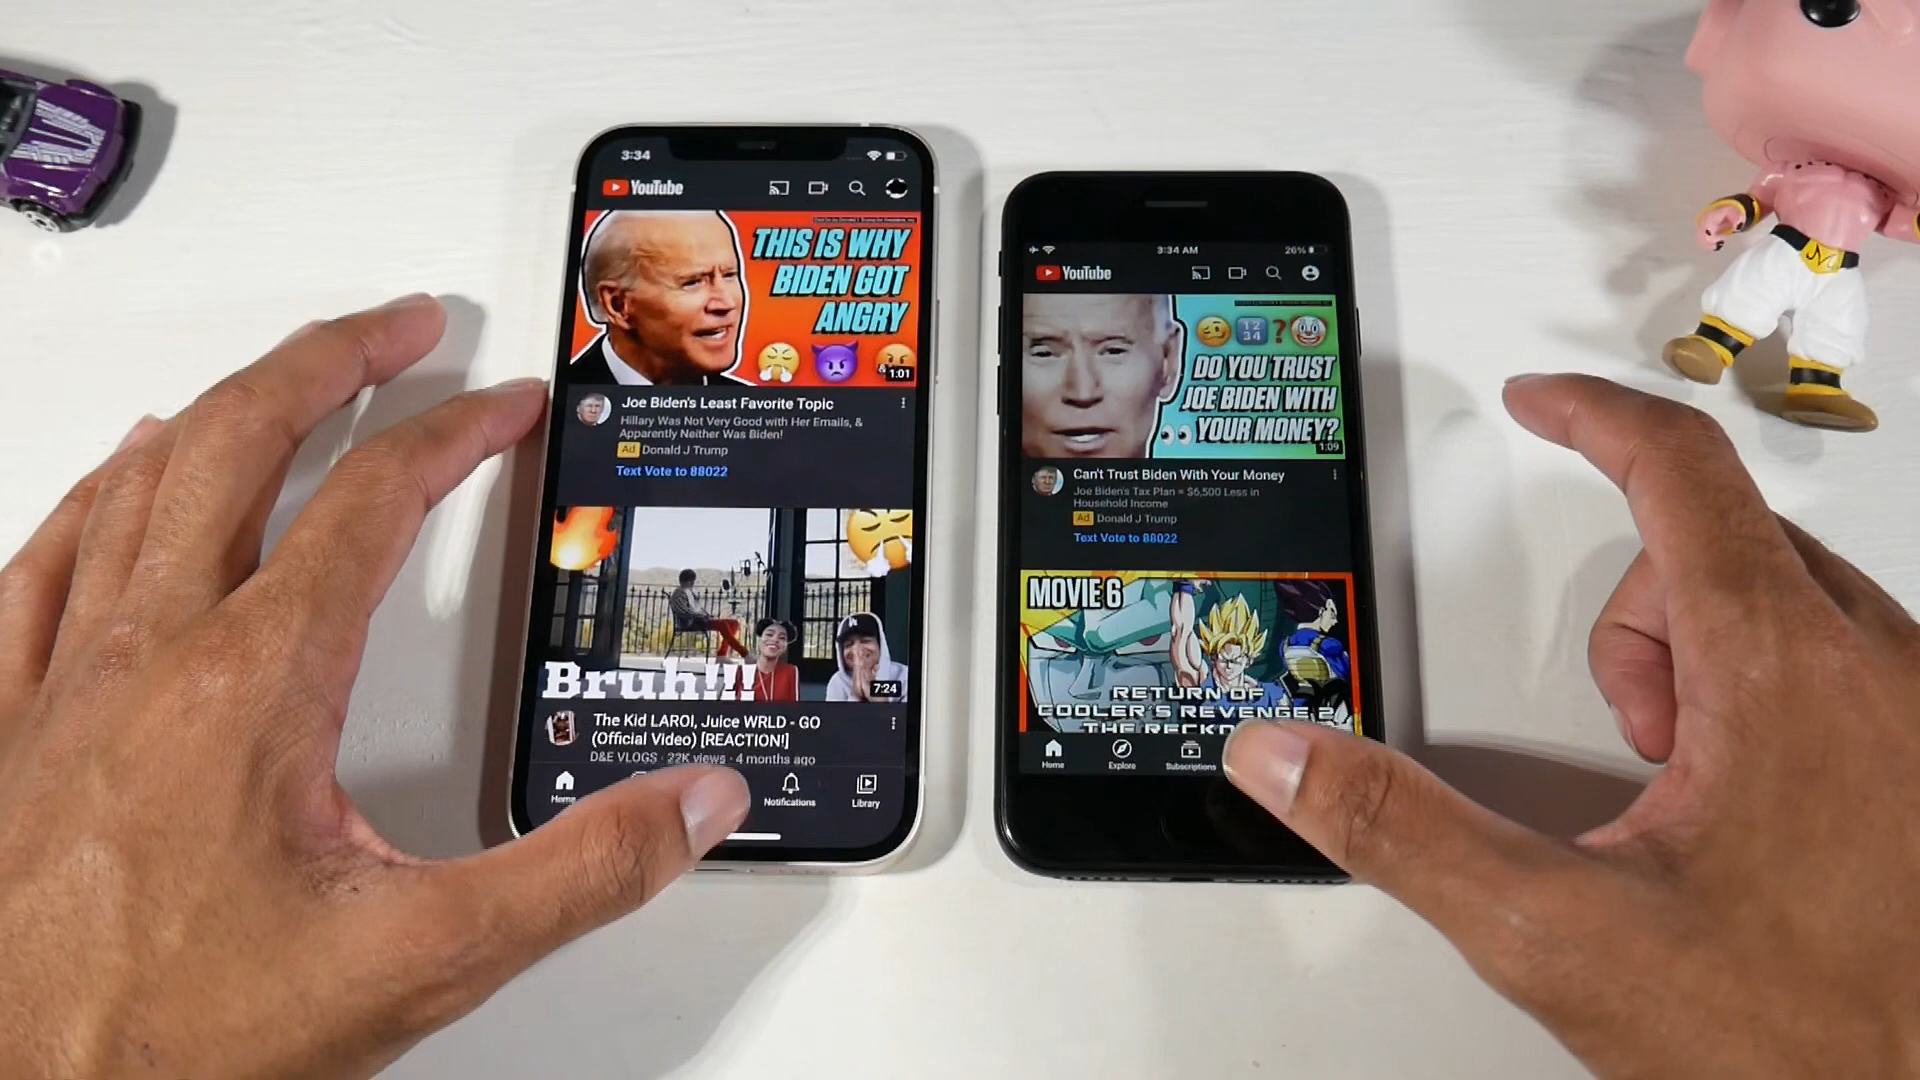 3:34
YouTube
THIS IS WHY
BIDEN GOT
ANGRY
1:01
Joe Biden's Least Favorite Topic
Hillary Was Not Very Good with Her Emails, &
Apparently Neither Was Biden!
Ad Donald J Trump
Text Vote to 88022
Bruh!!!
7:24
The Kid LAROI, Juice WRLD - GO
(Official Video) [REACTION!]
D&E VLOGS · 22K views · 4 months ago
Home
Notifications
Library
3:34 AM
26%
YouTube
12
34
?
DO YOU TRUST
JOE BIDEN WITH
YOUR MONEY?
1:09
Can't Trust Biden With Your Money
Joe Biden's Tax Plan = $6,500 Less in
Household Income
Ad Donald J Trump
Text Vote to 88022
MOVIE 6
RETURN OF
COOLER'S REVENGE 2
THE RECKO
Home
Explore
Subscriptions
M